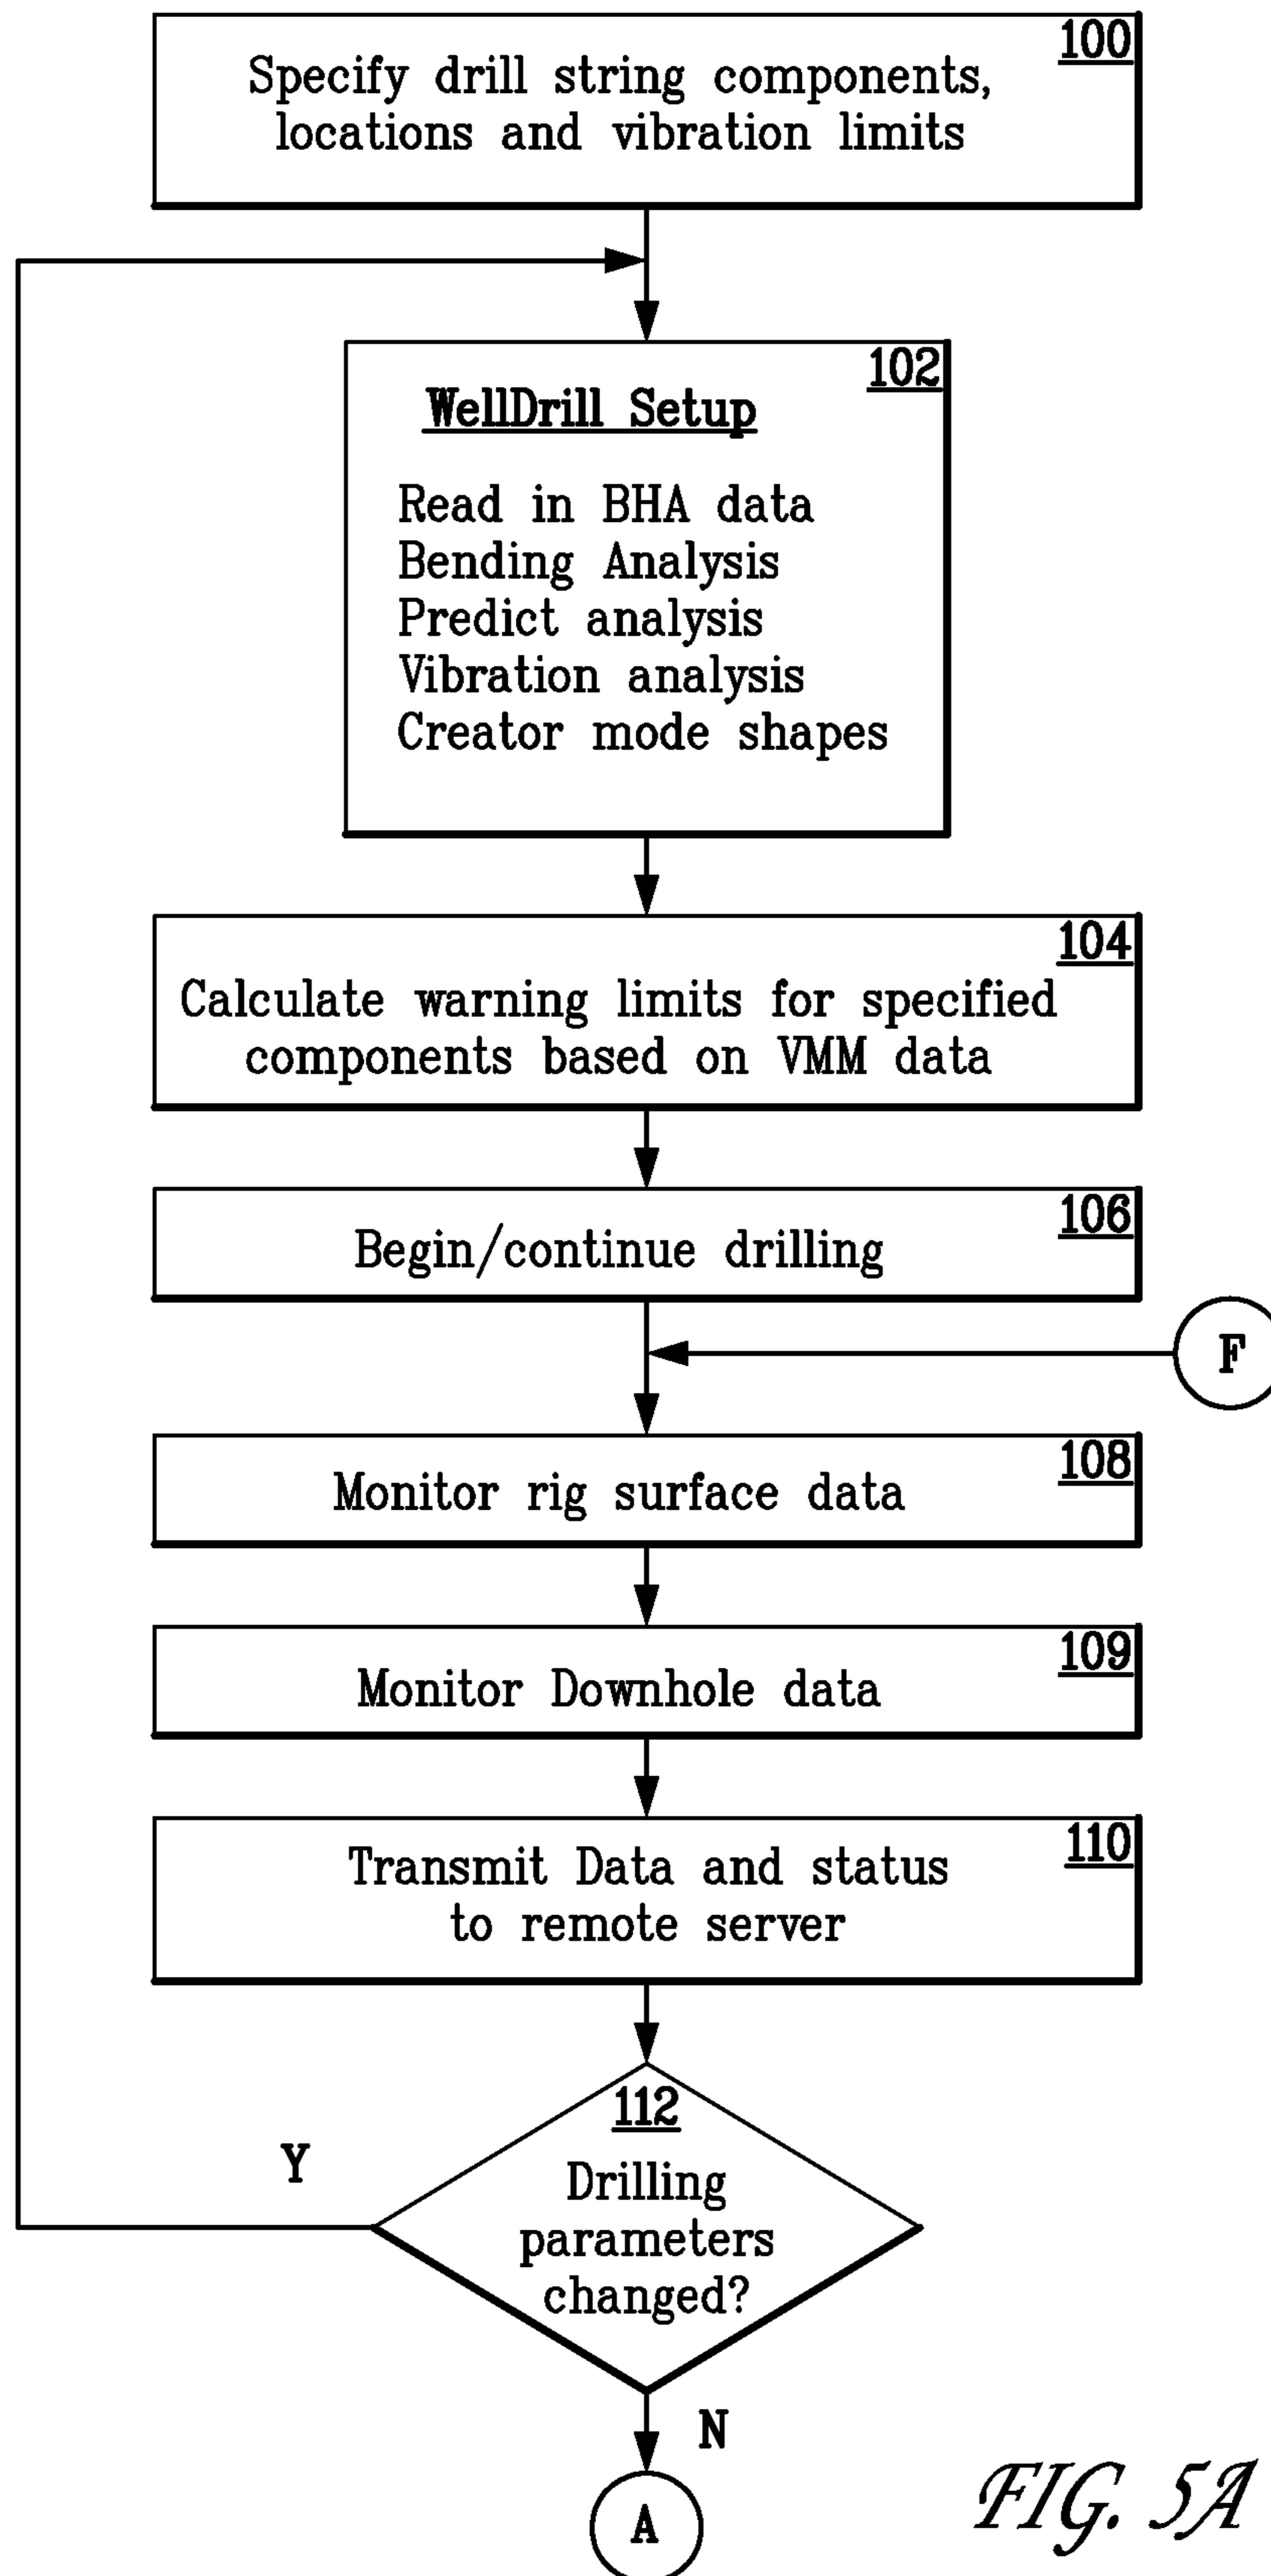 100
Specify drill string components,
locations and vibration limits
102
WellDrill Setup
Read in BHA data
Bending Analysis
Predict analysis
Vibration analysis
Creator mode shapes
104
Calculate warning limits for specified
components based on VMM data
106
Begin/continue drilling
F
108
Monitor rig surface data
109
Monitor Downhole data
110
Transmit Data and status
to remote server
112
Drilling
parameters
changed?
Y
N
A
FIG. 5A